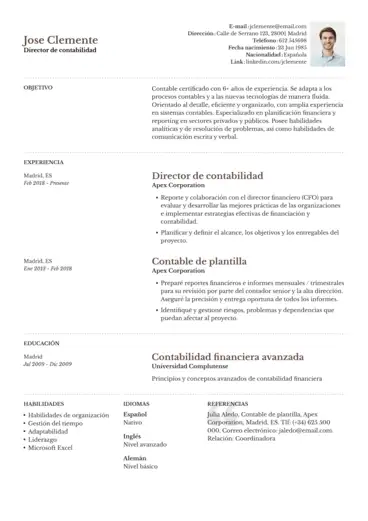 Jose Clemente
Director de contabilidad
E-mail: jclemente@email.com
Dirección: Calle de Serrano 123, 28001 Madrid
Teléfono: 612 345698
Fecha nacimiento: 23 Jun 1985
Nacionalidad: Española
Link: linkedin.com/jclemente
OBJETIVO
Contable certificado con 6+ años de experiencia. Se adapta a los
procesos contables y a las nuevas tecnologías de manera fluida.
Orientado al detalle, eficiente y organizado, con amplia experiencia
en sistemas contables. Especializado en planificación financiera y
reporting en sectores privados y públicos. Posee habilidades
analíticas y de resolución de problemas, así como habilidades de
comunicación escrita y verbal.
EXPERIENCIA
Madrid, ES
Feb 2018 - Presente
Director de contabilidad
Apex Corporation
• Reporte y colaboración con el director financiero (CFO) para
evaluar y desarrollar las mejores prácticas de las organizaciones
e implementar estrategias efectivas de financiación y
contabilidad.
• Planificar y definir el alcance, los objetivos y los entregables del
proyecto.
Madrid, ES
Ene 2012 - Feb 2018
Contable de plantilla
Apex Corporation
• Preparé reportes financieros e informes mensuales / trimestrales
para su revisión por parte del contador senior y la alta dirección.
Aseguré la precisión y entrega oportuna de todos los informes.
• Identifiqué y gestioné riesgos, problemas y dependencias que
puedan afectar al proyecto.
EDUCACIÓN
Madrid
Jul 2009 - Dic 2009
Contabilidad financiera avanzada
Universidad Complutense
Principios y conceptos avanzados de contabilidad financiera
HABILIDADES
• Habilidades de organización
• Gestión del tiempo
• Adaptabilidad
• Liderazgo
• Microsoft Excel
IDIOMAS
Español
Nativo
Inglés
Nivel avanzado
Alemán
Nivel básico
REFERENCIAS
Julia Aledo, Contable de plantilla, Apex
Corporation, Madrid, ES. Tlf: (+34) 625 500
000. Correo electrónico: jaledo@email.com.
Relación: Coordinadora